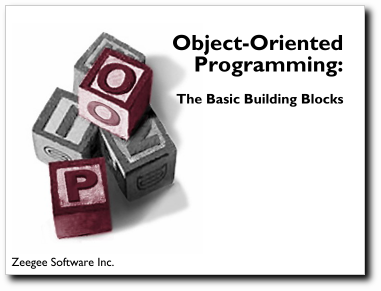 Object-Oriented
Programming:
The Basic Building Blocks
O
O
P
Zeegee Software Inc.